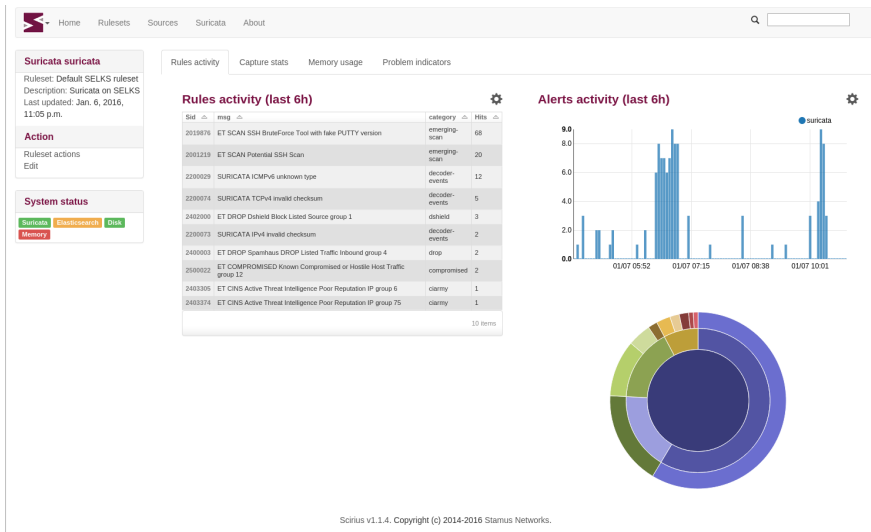 Home Rulesets Sources Suricata About
Suricata suricata
Ruleset: Default SELKS ruleset
Description: Suricata on SELKS
Last updated: Jan. 6, 2016,
11:05 p.m.
Action
Ruleset actions
Edit
System status
Suricata Elasticsearch Disk
Memory
Rules activity Capture stats Memory usage Problem indicators
Rules activity (last 6h)
Sid msg category Hits
2019876 ET SCAN SSH BruteForce Tool with fake PUTTY version emerging-scan 68
2001219 ET SCAN Potential SSH Scan emerging-scan 20
2200029 SURICATA ICMPv6 unknown type decoder-events 12
2200074 SURICATA TCPv4 invalid checksum decoder-events 5
2402000 ET DROP Dshield Block Listed Source group 1 dshield 3
2200073 SURICATA IPv4 invalid checksum decoder-events 2
2400003 ET DROP Spamhaus DROP Listed Traffic Inbound group 4 drop 2
2500022 ET COMPROMISED Known Compromised or Hostile Host Traffic group 12 compromised 2
2403305 ET CINS Active Threat Intelligence Poor Reputation IP group 6 ciarmy 1
2403374 ET CINS Active Threat Intelligence Poor Reputation IP group 75 ciarmy 1
10 items
Alerts activity (last 6h)
suricata
9.0
8.0
6.0
4.0
2.0
0.0
01/07 05:52 01/07 07:15 01/07 08:38 01/07 10:01
Scirius v1.1.4. Copyright (c) 2014-2016 Stamus Networks.